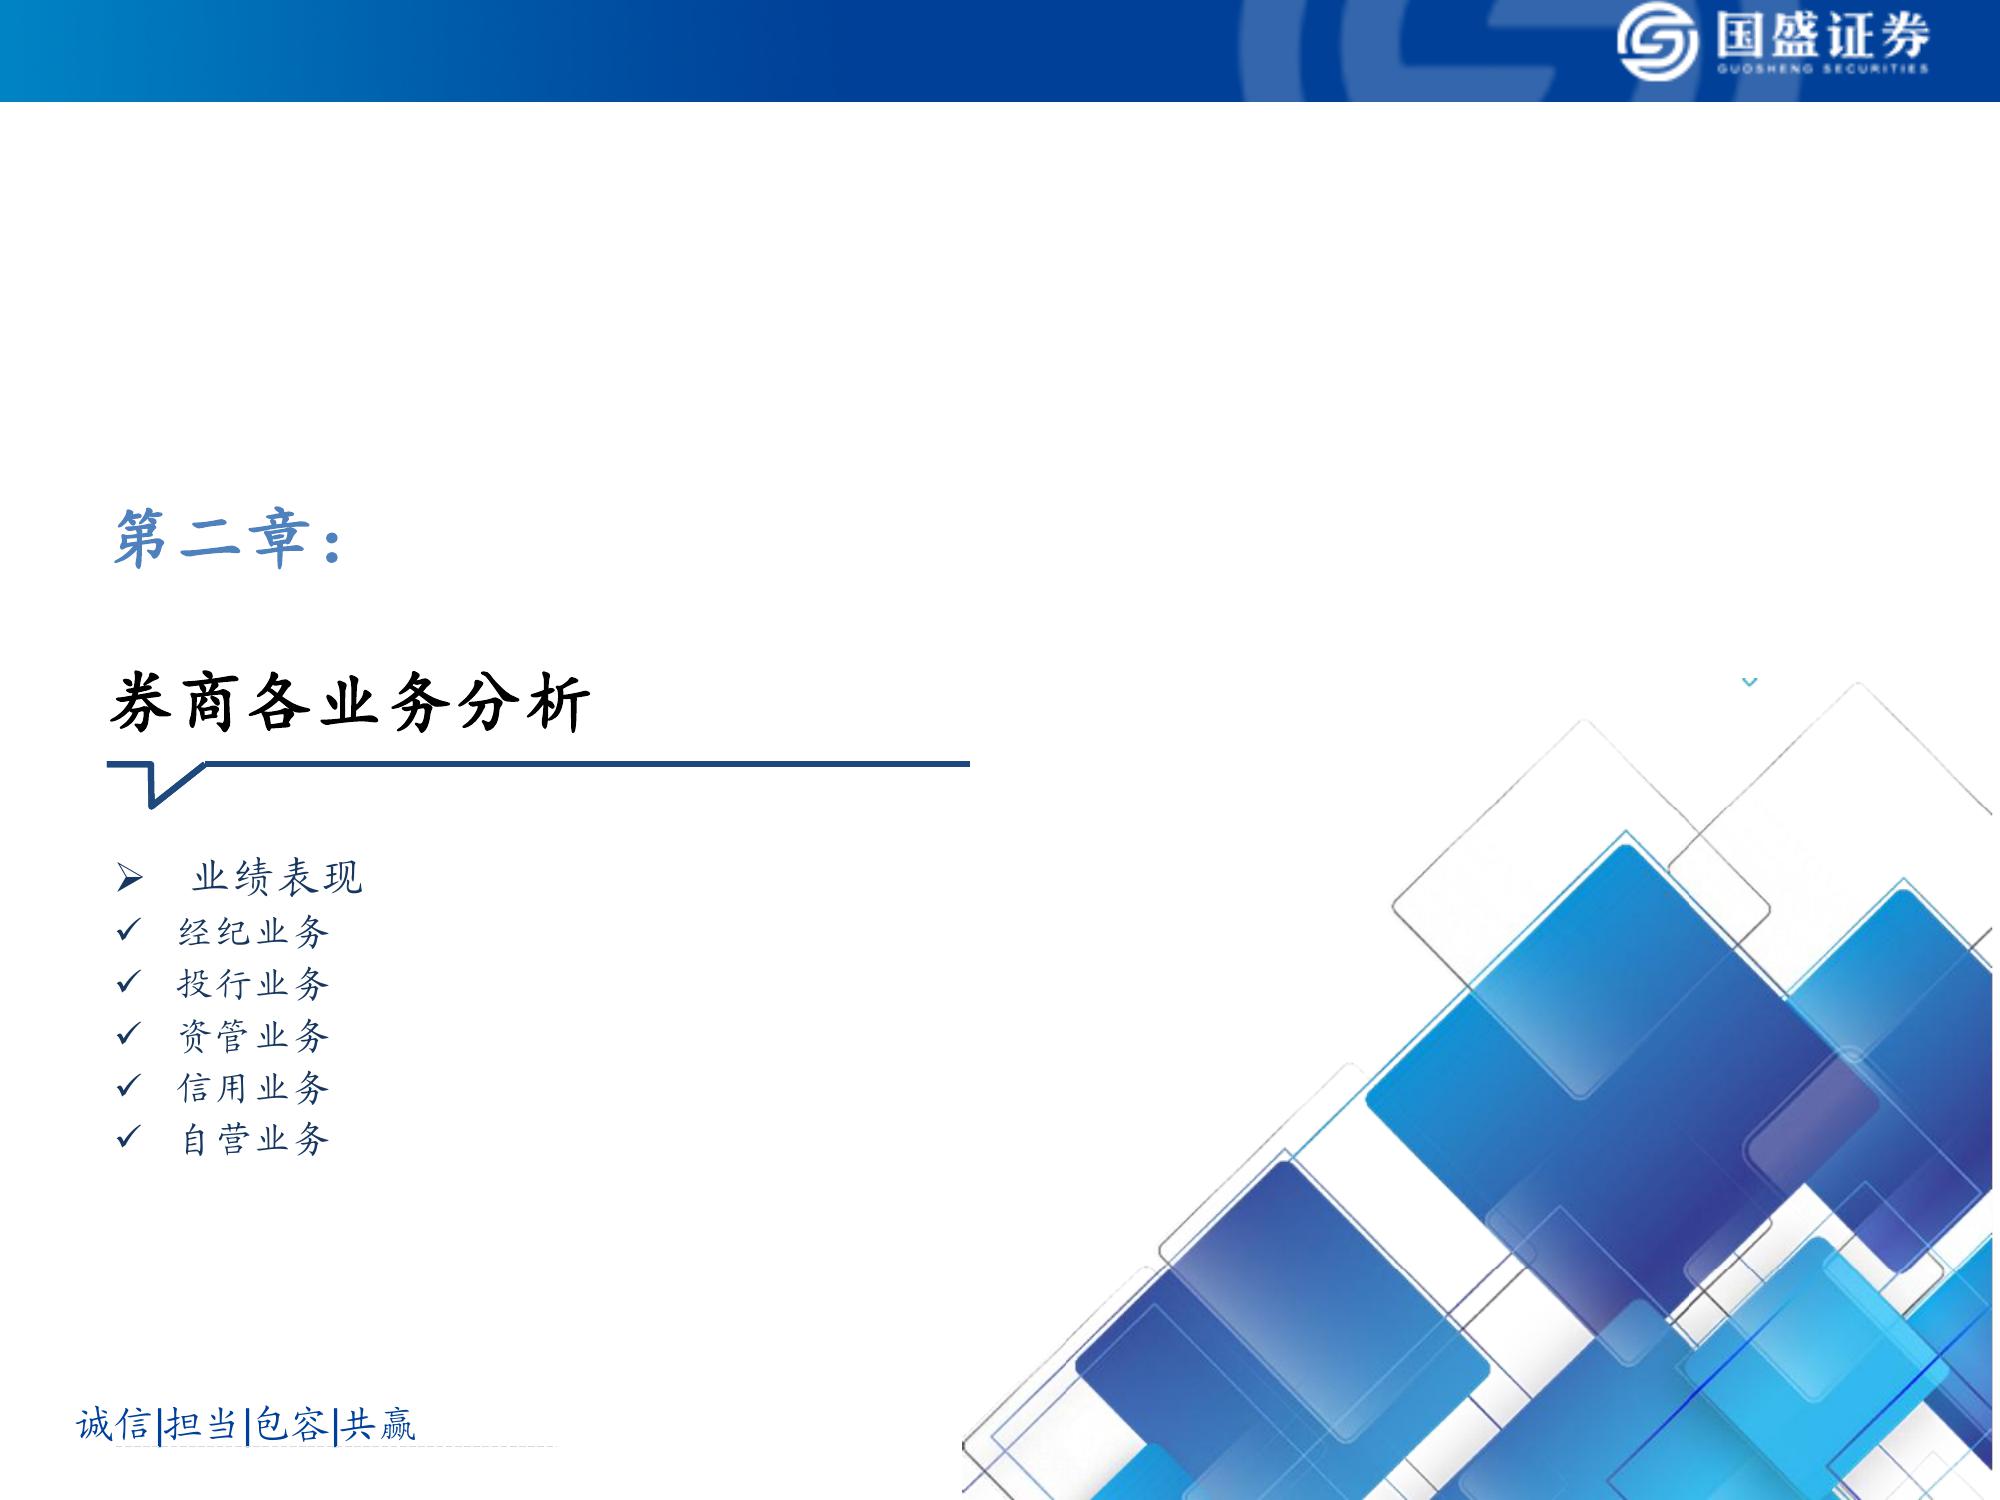 国盛证券
GUOSHENG SECURITIES
第二章：
券商各业务分析
➢ 业绩表现
✓ 经纪业务
✓ 投行业务
✓ 资管业务
✓ 信用业务
✓ 自营业务
诚信|担当|包容|共赢